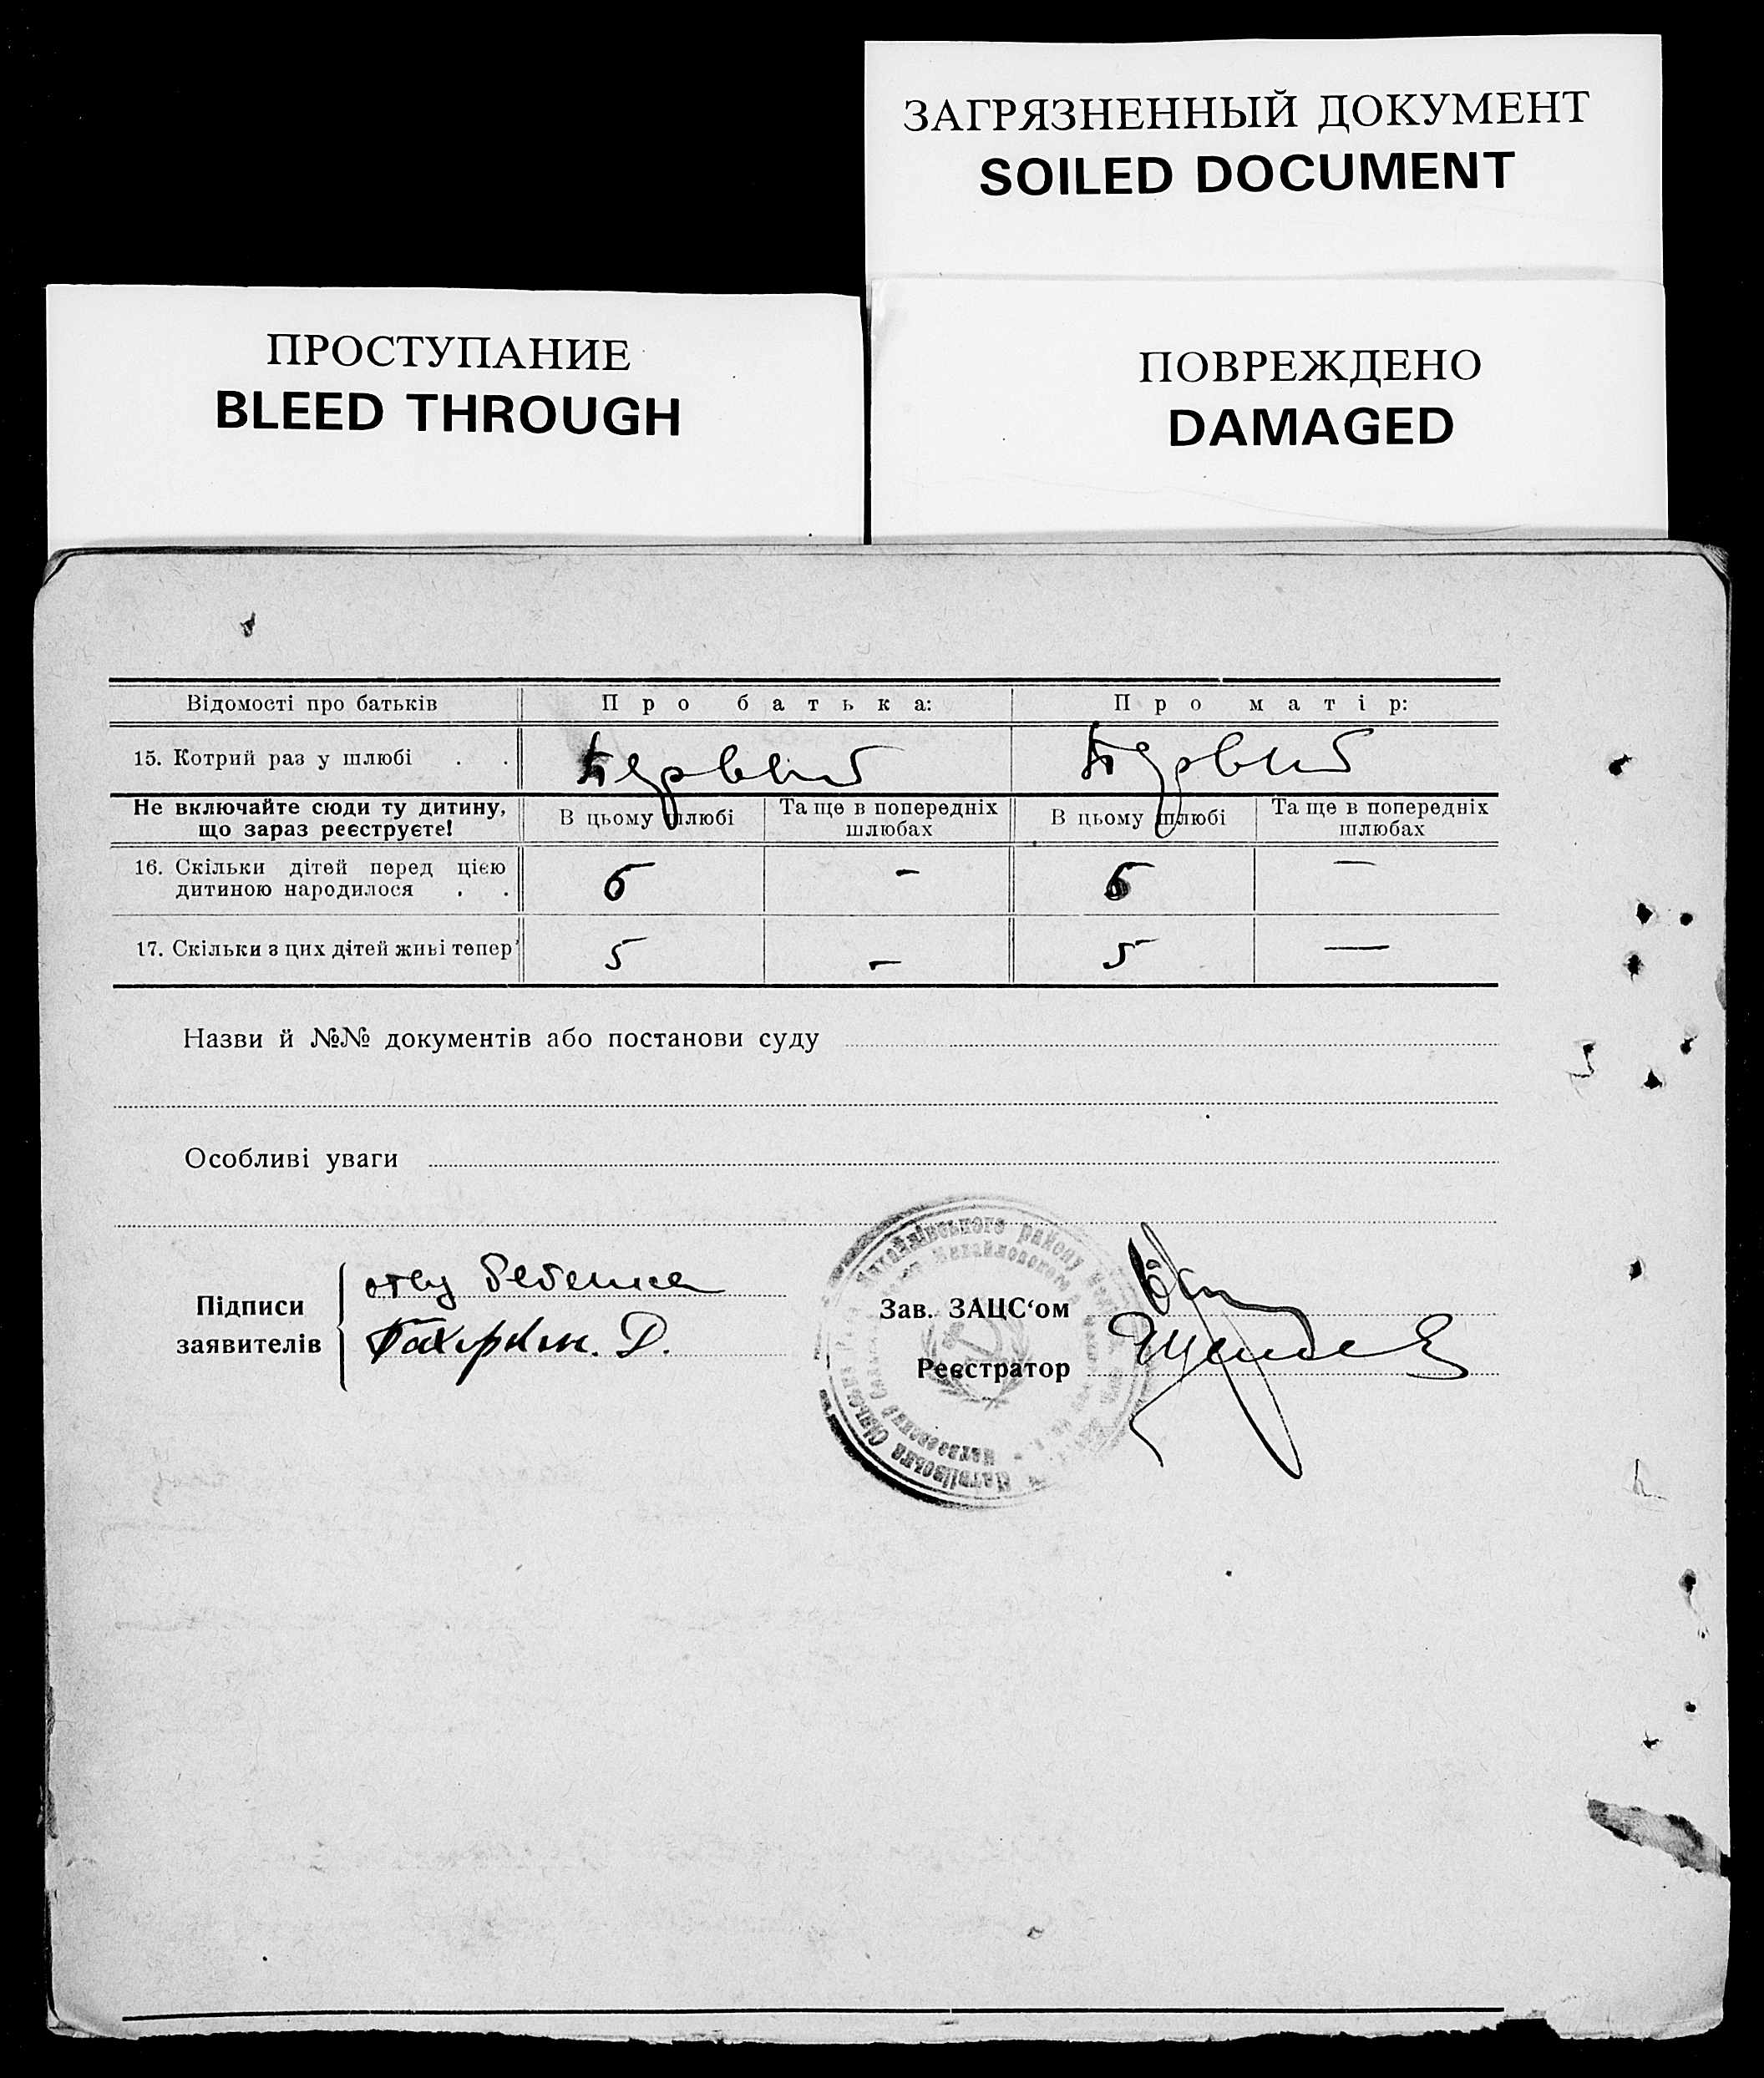 ЗАГРЯЗНЕННЫЙ ДОКУМЕНТ
SOILED DOCUMENT
ПРОСТУПАНИЕ
BLEED THROUGH
ПОВРЕЖДЕНО
DAMAGED
Відомості про батьків Про батька: Про матір:
15. Котрий раз у шлюбі . . Первый Первый
Не включайте сюди ту дитину, що зараз реєструєте! В цьому шлюбі Та ще в попередніх шлюбах В цьому шлюбі Та ще в попередніх шлюбах
16. Скільки дітей перед цією
дитиною народилося . . 6 - 6 —
17. Скільки з цих дітей живі тепер 5 - 5 —
Назви й №№ документів або постанови суду
Особливі уваги
Підписи
заявителів
отец
Зав. ЗАЦС‘ом
Реєстратор